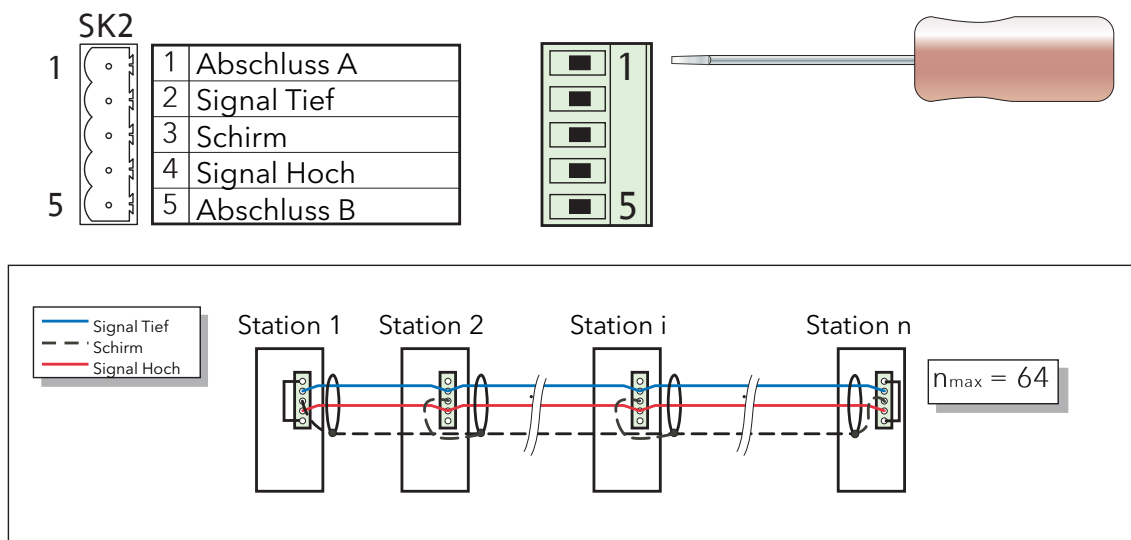 SK2
1
5
1 Abschluss A
2 Signal Tief
3 Schirm
4 Signal Hoch
5 Abschluss B
1
5
Signal Tief
Schirm
Signal Hoch
Station 1
Station 2
Station i
Station n
nmax = 64